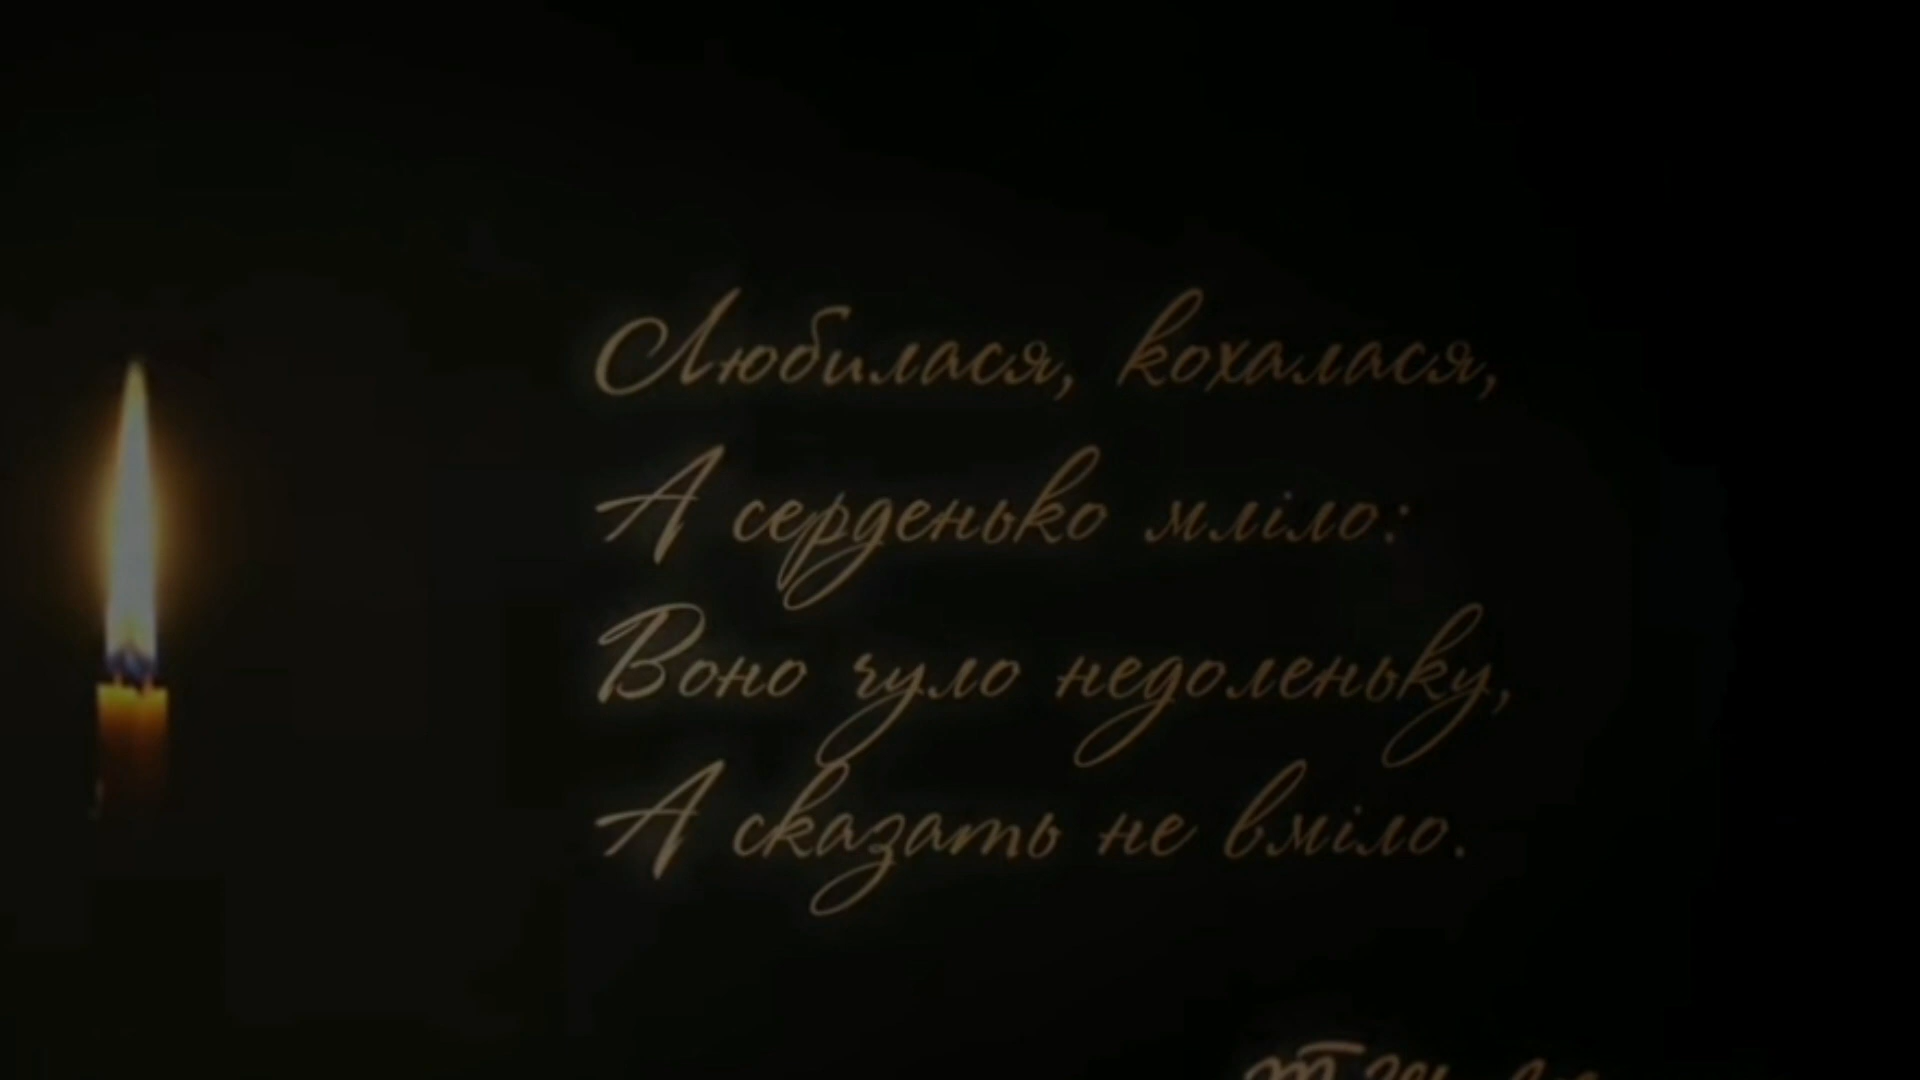 Любилася, кохалася,
А серденько мліло:
Воно чуло недоленьку,
А сказать не вміло.